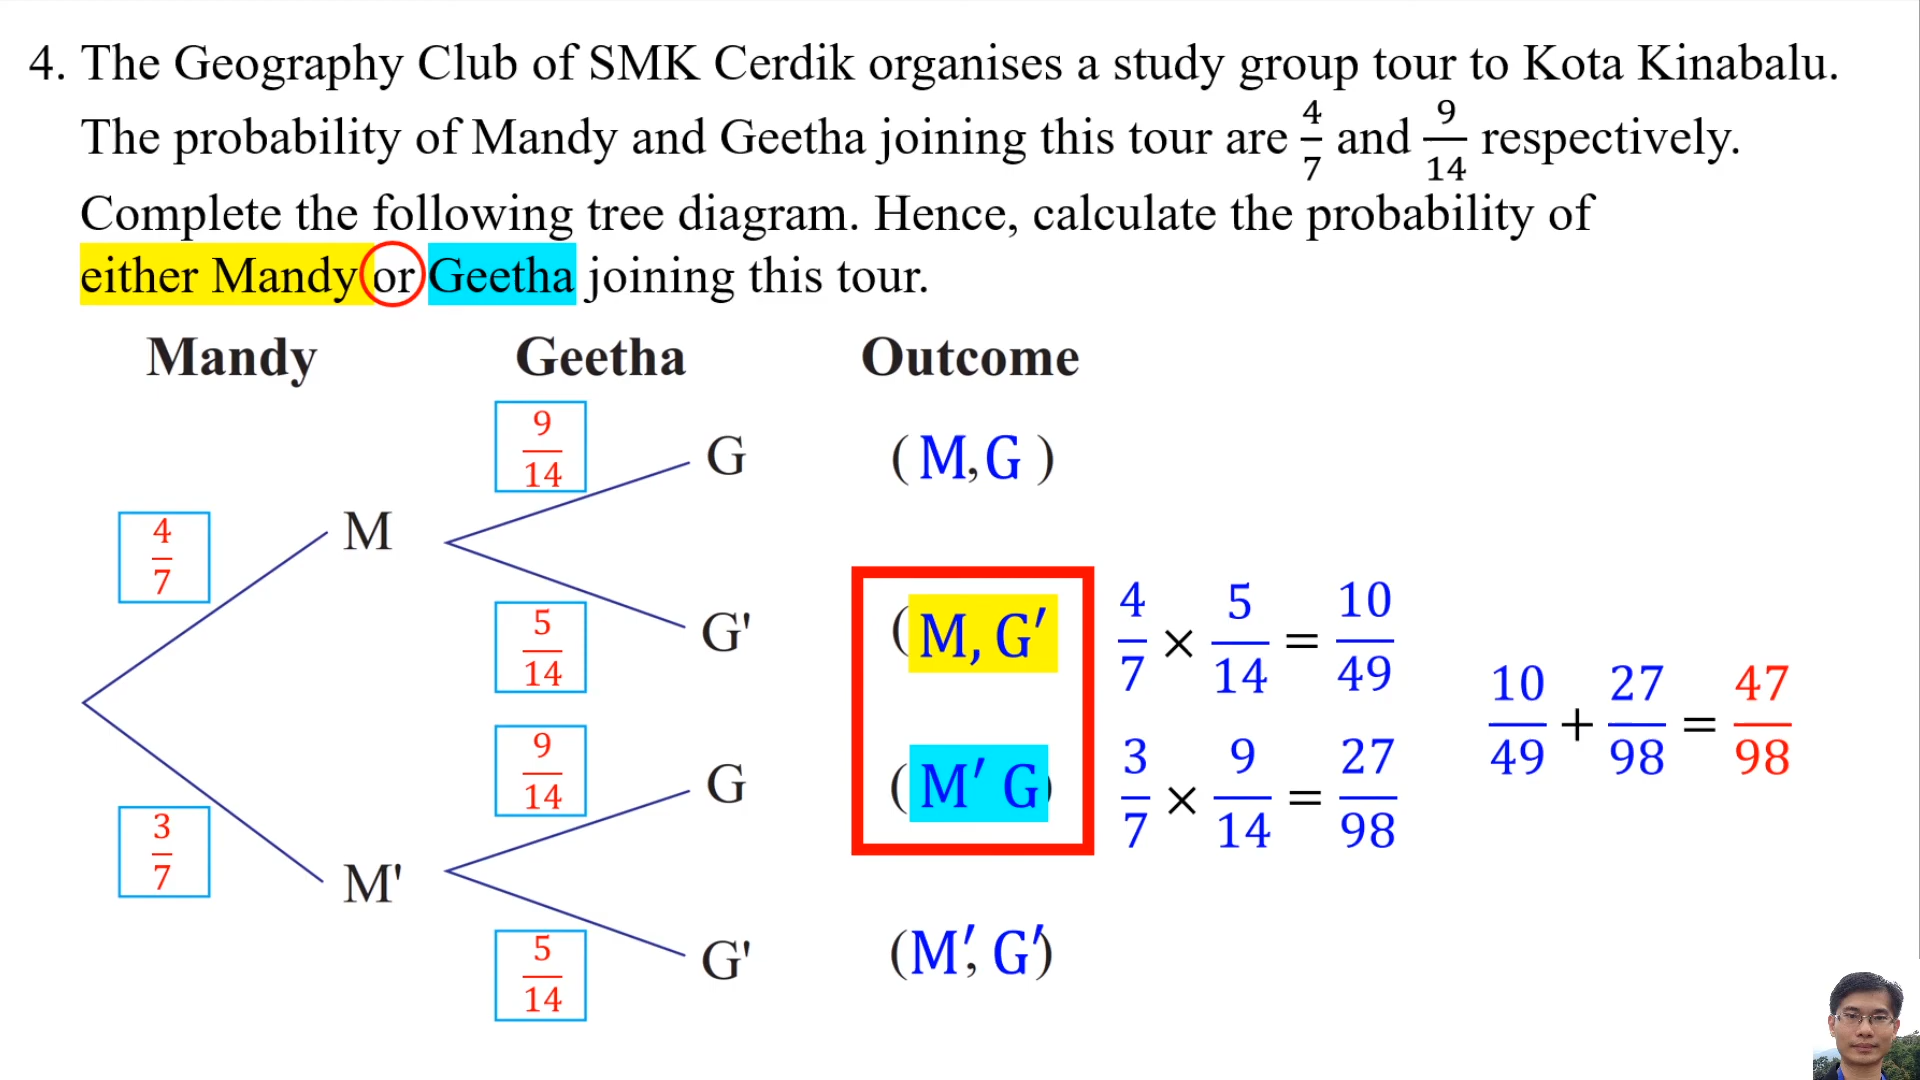 4. The Geography Club of SMK Cerdik organises a study group tour to Kota Kinabalu.
The probability of Mandy and Geetha joining this tour are 4/7 and 9/14 respectively.
Complete the following tree diagram. Hence, calculate the probability of
either Mandy or Geetha joining this tour.
Mandy Geetha Outcome
9/14 G (M, G)
4/7 M
5/14 G' (M, G′) 4/7 × 5/14 = 10/49
10/49 + 27/98 = 47/98
9/14 G (M′ G) 3/7 × 9/14 = 27/98
3/7 M'
5/14 G' (M′, G′)